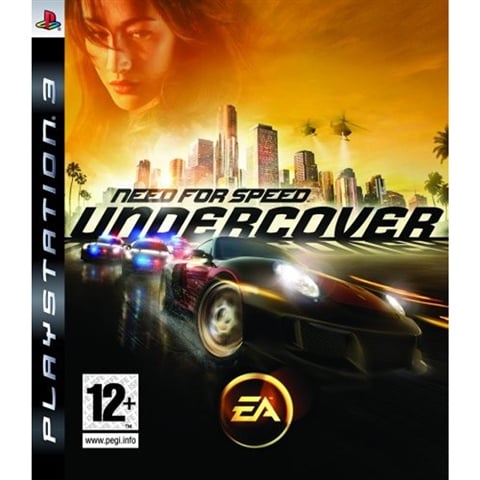 PLAYSTATION 3
NEED FOR SPEED
UNDERCOVER
12+
www.pegi.info
EA